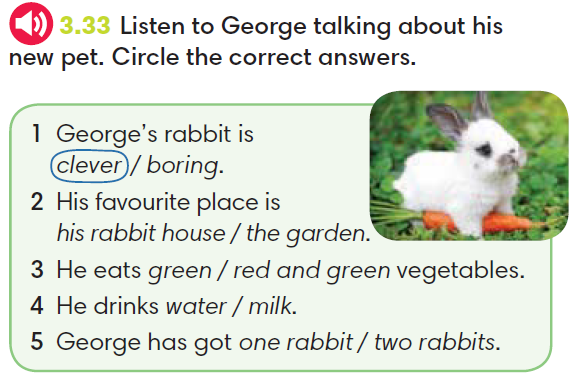 3.33 Listen to George talking about his
new pet. Circle the correct answers.
1 George's rabbit is
clever / boring.
2 His favourite place is
his rabbit house / the garden.
3 He eats green / red and green vegetables.
4 He drinks water / milk.
5 George has got one rabbit / two rabbits.